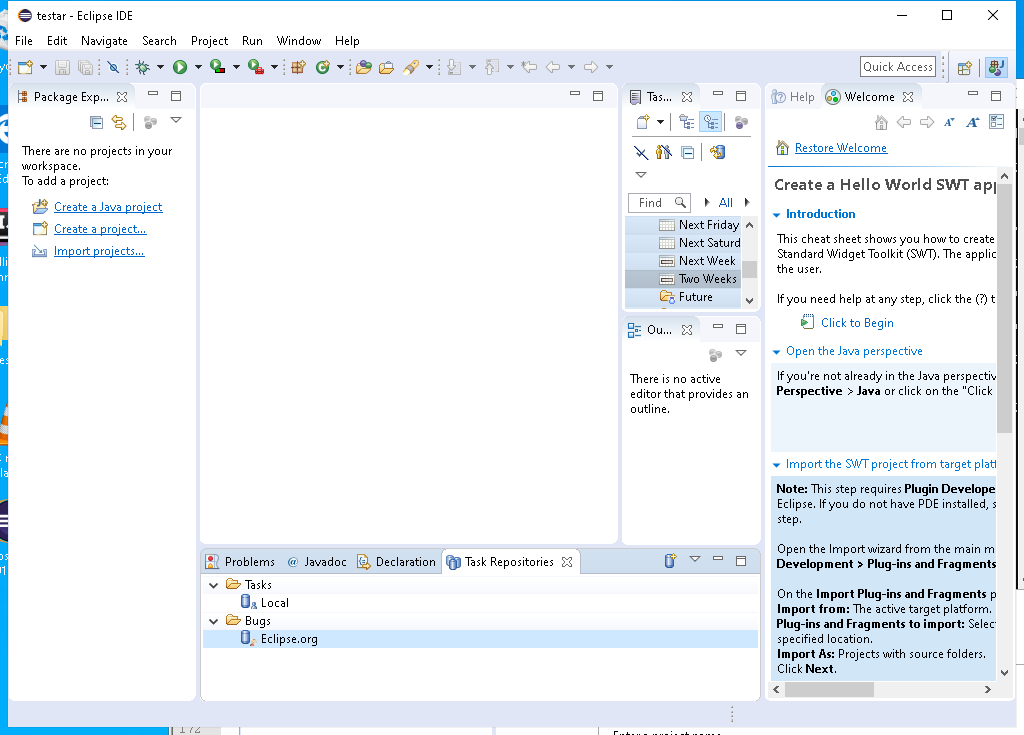 testar - Eclipse IDE
File Edit Navigate Search Project Run Window Help
Quick Access
Package Exp...
There are no projects in your
workspace.
To add a project:
Create a Java project
Create a project...
Import projects...
Tas...
Find
All
Next Friday
Next Saturd
Next Week
Two Weeks
Future
Ou...
There is no active
editor that provides an
outline.
Help Welcome
Restore Welcome
Create a Hello World SWT app
Introduction
This cheat sheet shows you how to create
Standard Widget Toolkit (SWT). The applic
the user.
If you need help at any step, click the (?) t
Click to Begin
Open the Java perspective
If you're not already in the Java perspectiv
Perspective > Java or click on the "Click
Import the SWT project from target platf
Note: This step requires Plugin Develope
Eclipse. If you do not have PDE installed, s
step.
Open the Import wizard from the main m
Development > Plug-ins and Fragments
On the Import Plug-ins and Fragments p
Import from: The active target platform.
Plug-ins and Fragments to import: Selec
specified location.
Import As: Projects with source folders.
Click Next.
Problems @ Javadoc Declaration Task Repositories
Tasks
Local
Bugs
Eclipse.org